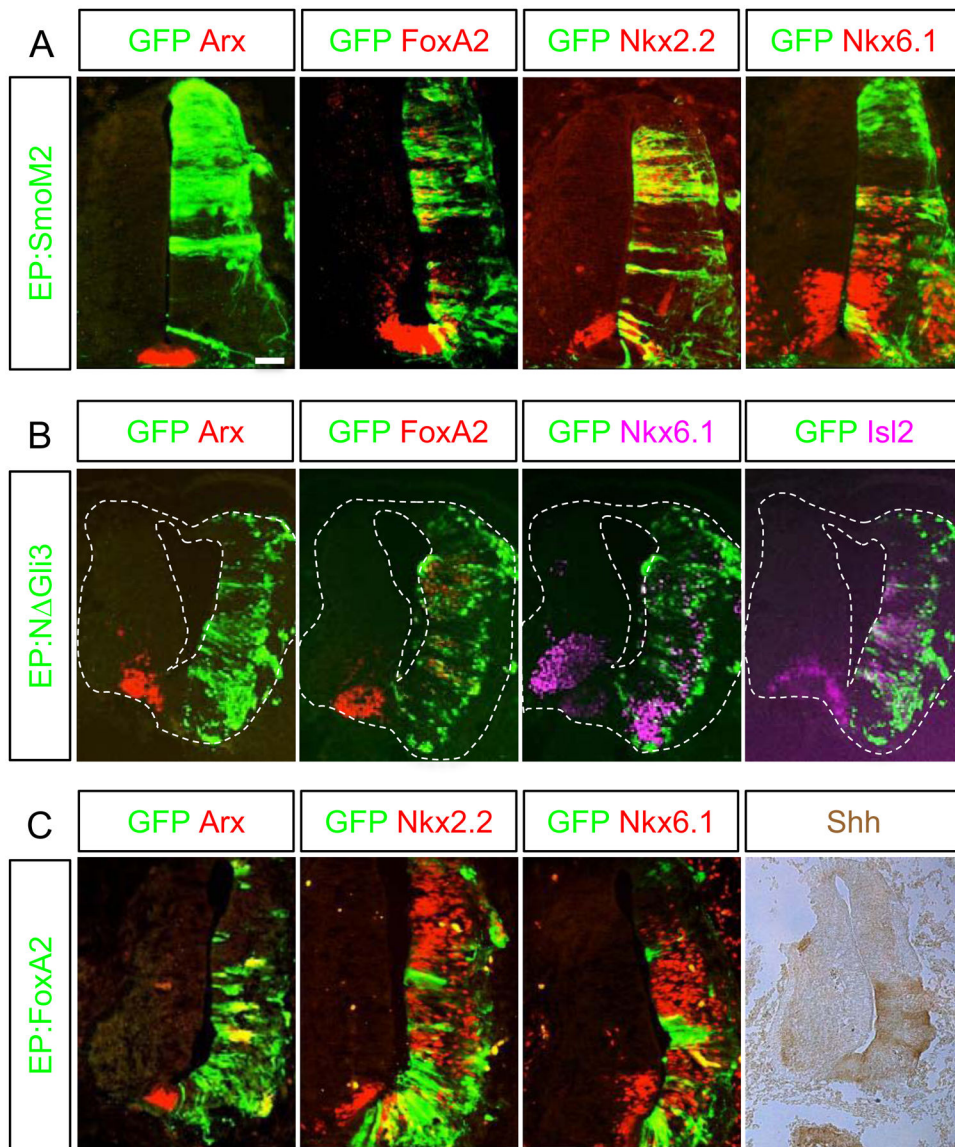 A
GFP Arx
GFP FoxA2
GFP Nkx2.2
GFP Nkx6.1
EP:SmoM2
B
GFP Arx
GFP FoxA2
GFP Nkx6.1
GFP Isl2
EP:NΔGli3
C
GFP Arx
GFP Nkx2.2
GFP Nkx6.1
Shh
EP:FoxA2